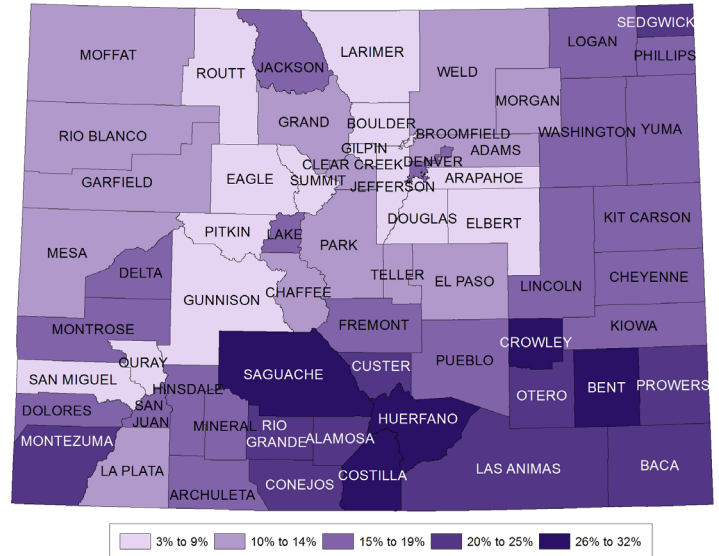 SEDGWICK
MOFFAT
LARIMER
LOGAN
PHILLIPS
ROUTT
JACKSON
WELD
MORGAN
GRAND
BOULDER
RIO BLANCO
BROOMFIELD
WASHINGTON
YUMA
GILPIN
ADAMS
CLEAR CREEK
DENVER
GARFIELD
EAGLE
SUMMIT
JEFFERSON
ARAPAHOE
DOUGLAS
ELBERT
KIT CARSON
PITKIN
LAKE
MESA
PARK
DELTA
TELLER
EL PASO
CHEYENNE
LINCOLN
CHAFFEE
GUNNISON
FREMONT
KIOWA
MONTROSE
CROWLEY
OURAY
PUEBLO
CUSTER
SAGUACHE
SAN MIGUEL
HINSDALE
OTERO
BENT
PROWERS
DOLORES
SAN
JUAN
HUERFANO
MINERAL
RIO
GRANDE
ALAMOSA
MONTEZUMA
LA PLATA
LAS ANIMAS
BACA
COSTILLA
CONEJOS
ARCHULETA
3% to 9%
10% to 14%
15% to 19%
20% to 25%
26% to 32%